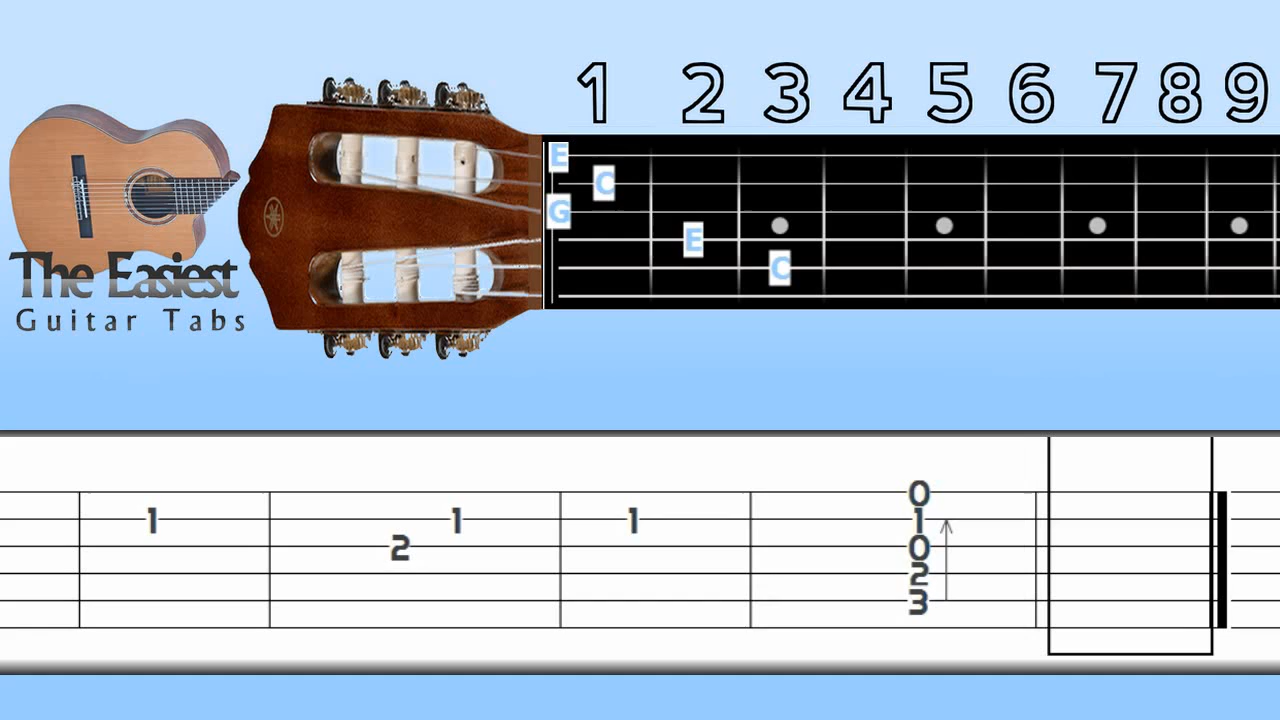 1 2 3 4 5 6 7 8 9
E
C
G
E
C
The Easiest
Guitar Tabs
0
1 1 1 1
2 0
2
3